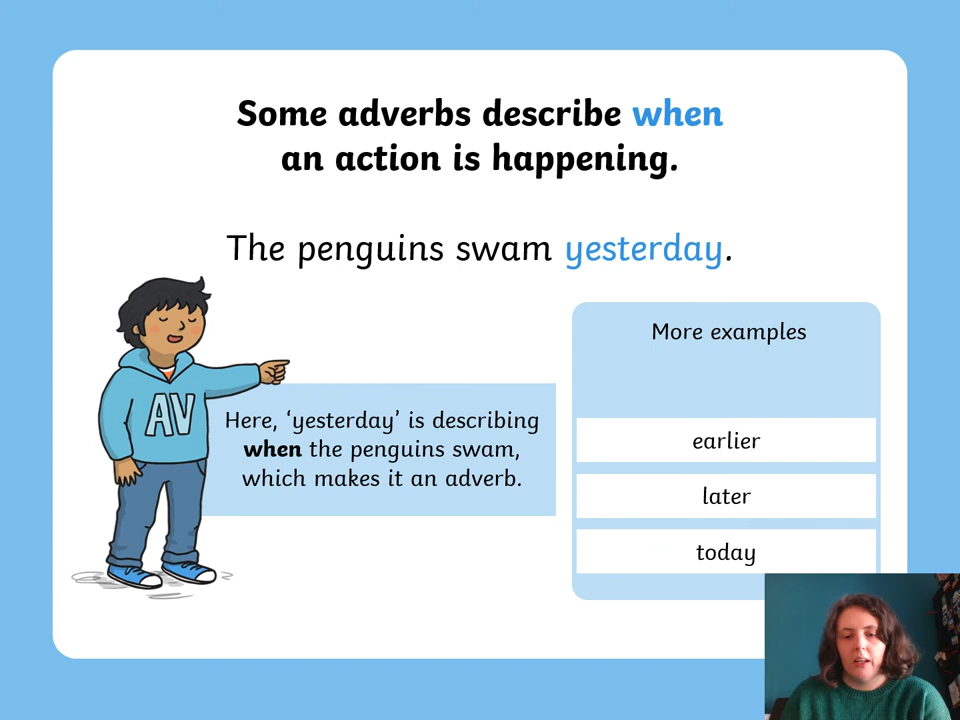 Some adverbs describe when
an action is happening.
The penguins swam yesterday.
AV
Here, ‘yesterday’ is describing
when the penguins swam,
which makes it an adverb.
More examples
earlier
later
today